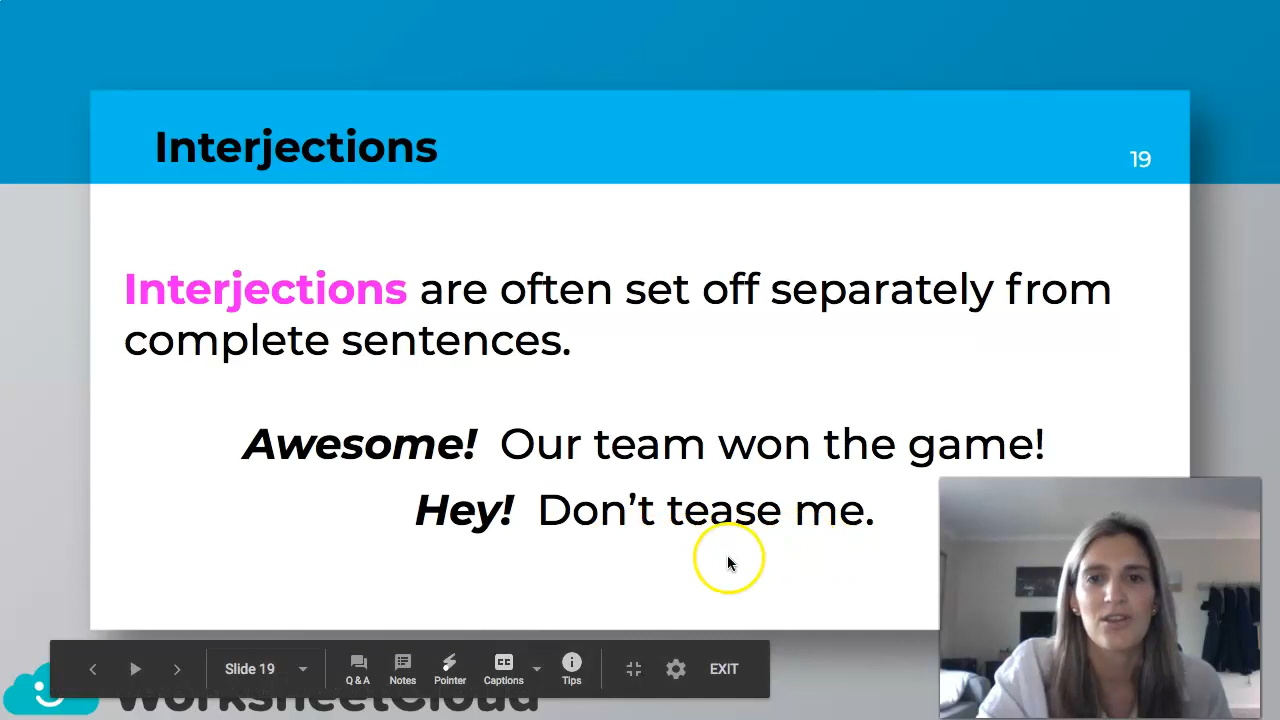 Interjections
19
Interjections are often set off separately from
complete sentences.
Awesome! Our team won the game!
Hey! Don't tease me.
Slide 19
Q & A
Notes
Pointer
CC
Captions
Tips
EXIT
WorksheetCloud